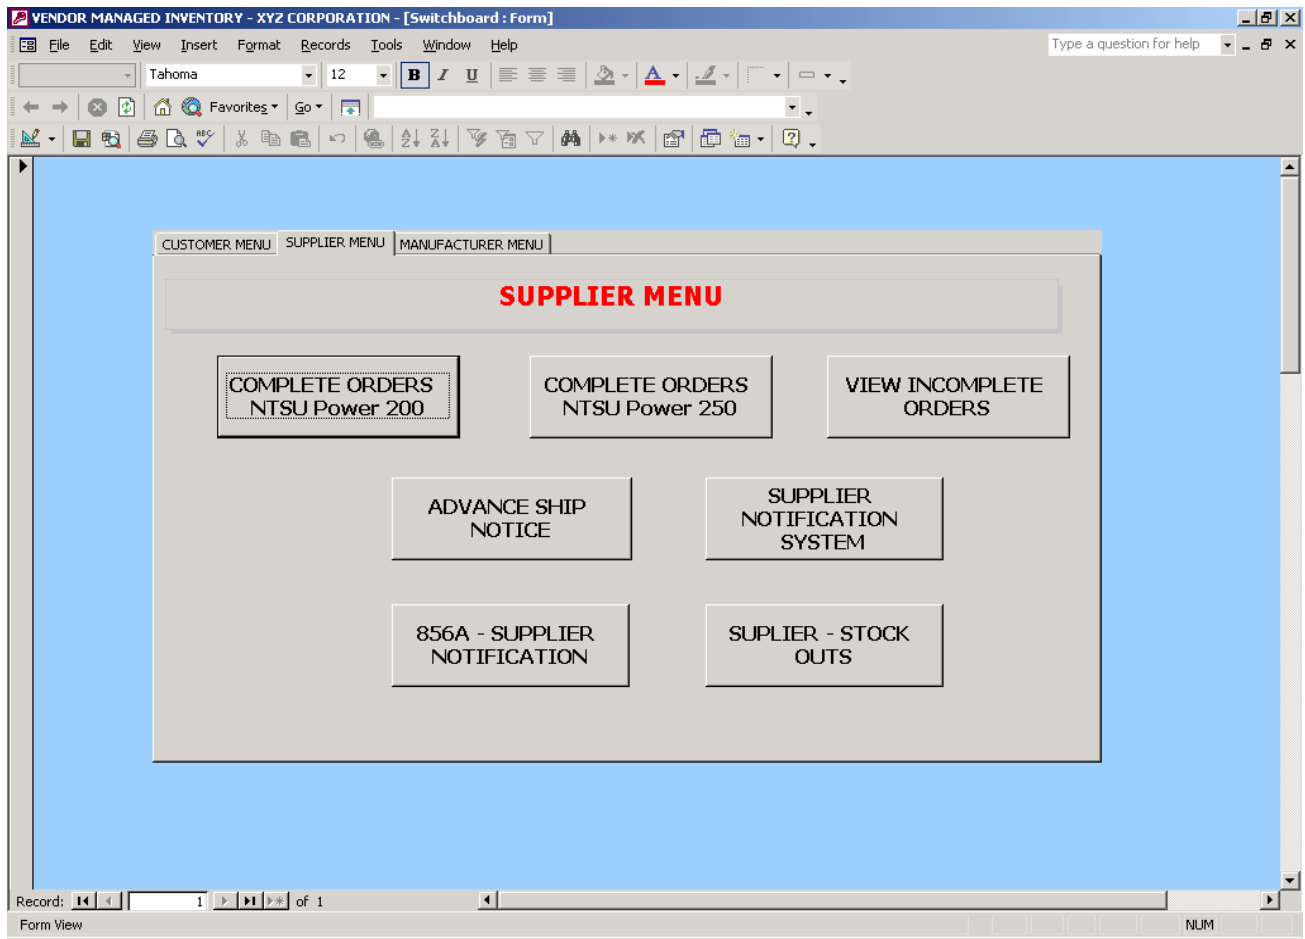 VENDOR MANAGED INVENTORY - XYZ CORPORATION - [Switchboard : Form]
File Edit View Insert Format Records Tools Window Help Type a question for help
Tahoma 12 B I U A
Favorites Go
ABC A Z Z A
CUSTOMER MENU SUPPLIER MENU MANUFACTURER MENU
SUPPLIER MENU
COMPLETE ORDERS
NTSU Power 200
COMPLETE ORDERS
NTSU Power 250
VIEW INCOMPLETE
ORDERS
ADVANCE SHIP
NOTICE
SUPPLIER
NOTIFICATION
SYSTEM
856A - SUPPLIER
NOTIFICATION
SUPLIER - STOCK
OUTS
Record: 1 of 1
Form View NUM